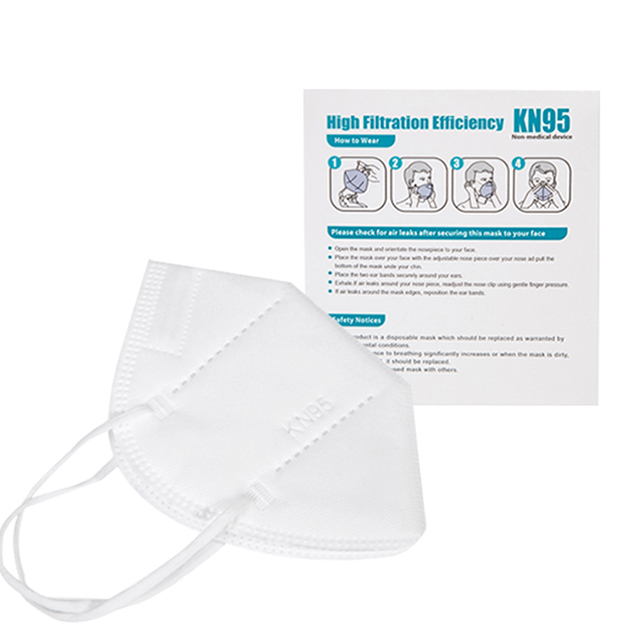 High Filtration Efficiency KN95
Non-medical device
How to Wear
1 2 3 4
Please check for air leaks after securing this mask to your face
Open the mask and orientate the nosepiece to your face.
Place the mask over your face with the adjustable nose piece over your nose ad pull the
bottom of the mask unde your chin.
Place the two ear bands securely around your ears.
Exhale.if air leaks around your nose piece, readjust the nose clip using gentle finger pressure.
If air leaks around the mask edges, reposition the ear bands.
Safety Notices
is a disposable mask which should be replaced as warranted by
conditions.
to breathing significantly increases or when the mask is dirty,
it should be replaced.
mask with others.
KN95